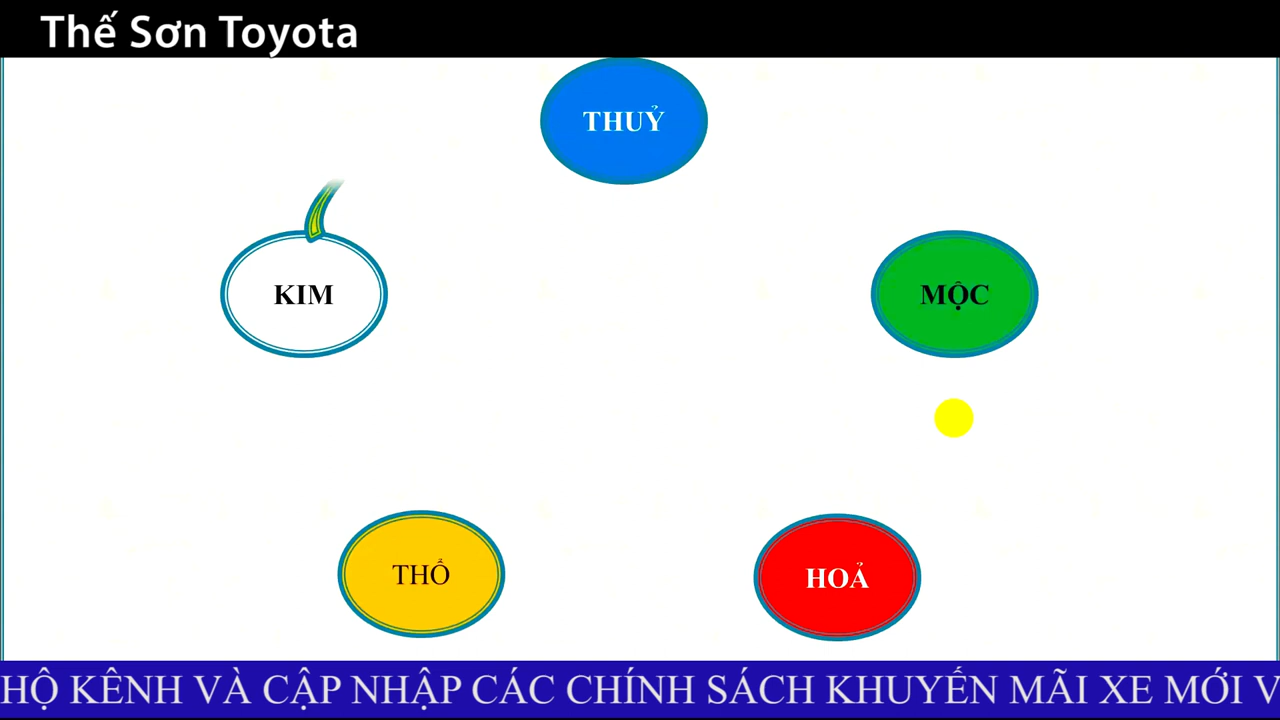 Thế Sơn Toyota
THUỶ
KIM
MỘC
THỔ
HOẢ
HỘ KÊNH VÀ CẬP NHẬP CÁC CHÍNH SÁCH KHUYẾN MÃI XE MỚI V